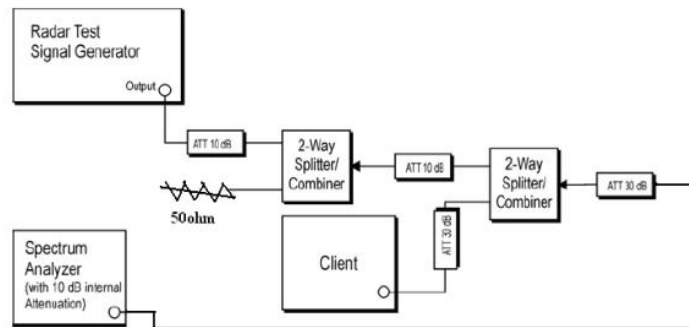 Radar Test
Signal Generator
Output
ATT 10 dB
2-Way
Splitter/
Combiner
ATT 10 dB
2-Way
Splitter/
Combiner
ATT 30 dB
50ohm
ATT 30 dB
Client
Spectrum
Analyzer
(with 10 dB internal
Attenuation)